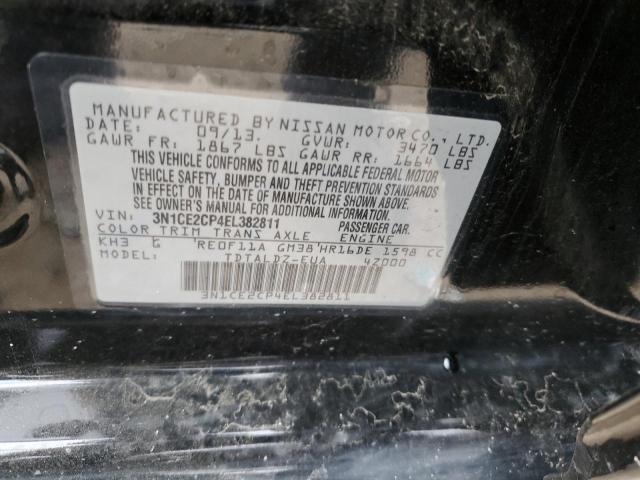 MANUFACTURED BY NISSAN MOTOR CO., LTD.
DATE: 09/13. GVWR: 3470 LBS
GAWR FR: 1867 LBS GAWR RR: 1664 LBS
THIS VEHICLE CONFORMS TO ALL APPLICABLE FEDERAL MOTOR
VEHICLE SAFETY, BUMPER AND THEFT PREVENTION STANDARDS
IN EFFECT ON THE DATE OF MANUFACTURE SHOWN ABOVE.
SEE OWNER'S MANUAL FOR ADDITIONAL INFORMATION.
VIN: 3N1CE2CP4EL382811 PASSENGER CAR.
COLOR TRIM TRANS AXLE ENGINE
KH3 G RE0F11A GM38 HR16DE 1598 CC
MODEL: TDTALDZ-EUA 4Z000
3N1CE2CP4EL382811